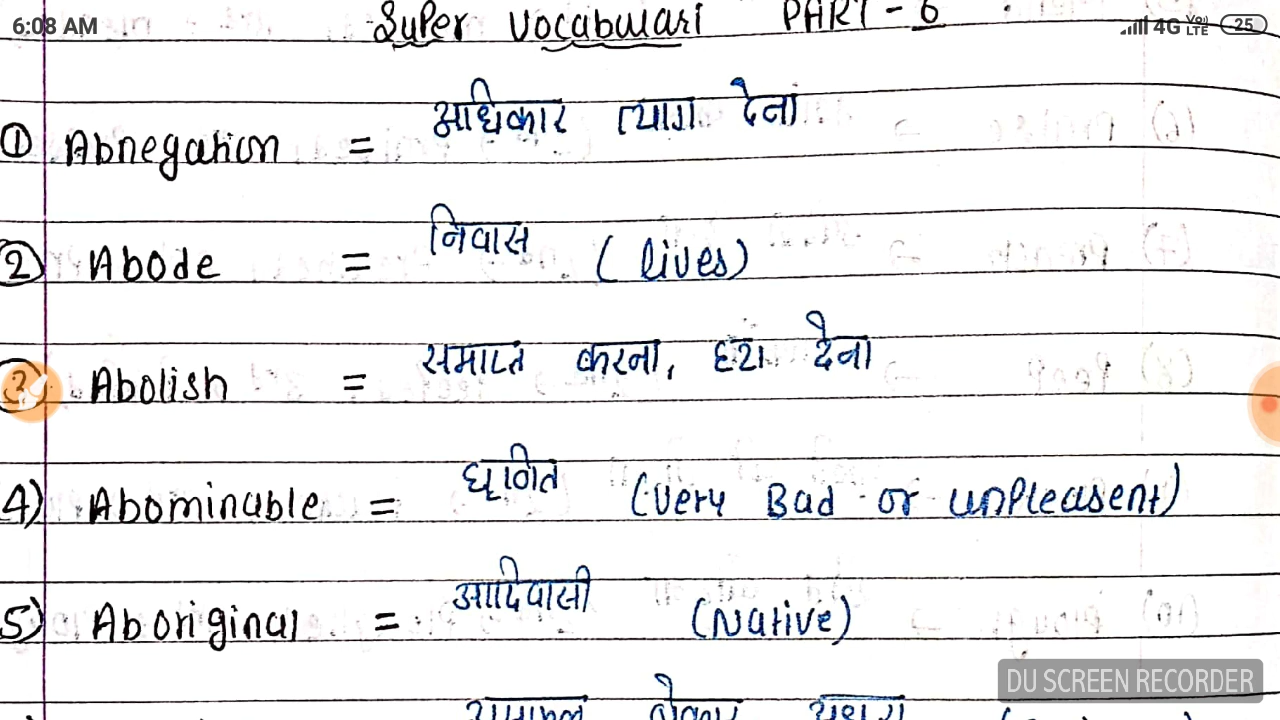 6:08 AM
4G VoLTE 25
Super Vocabulari PART - 6
① Abnegation = अधिकार त्याग देना
② Abode = निवास (lives)
③ Abolish = समाप्त करना, हटा देना
4) Abominable = घृणित (very Bad or unpleasent)
5) Aboriginal = आदिवासी (Native)
DU SCREEN RECORDER